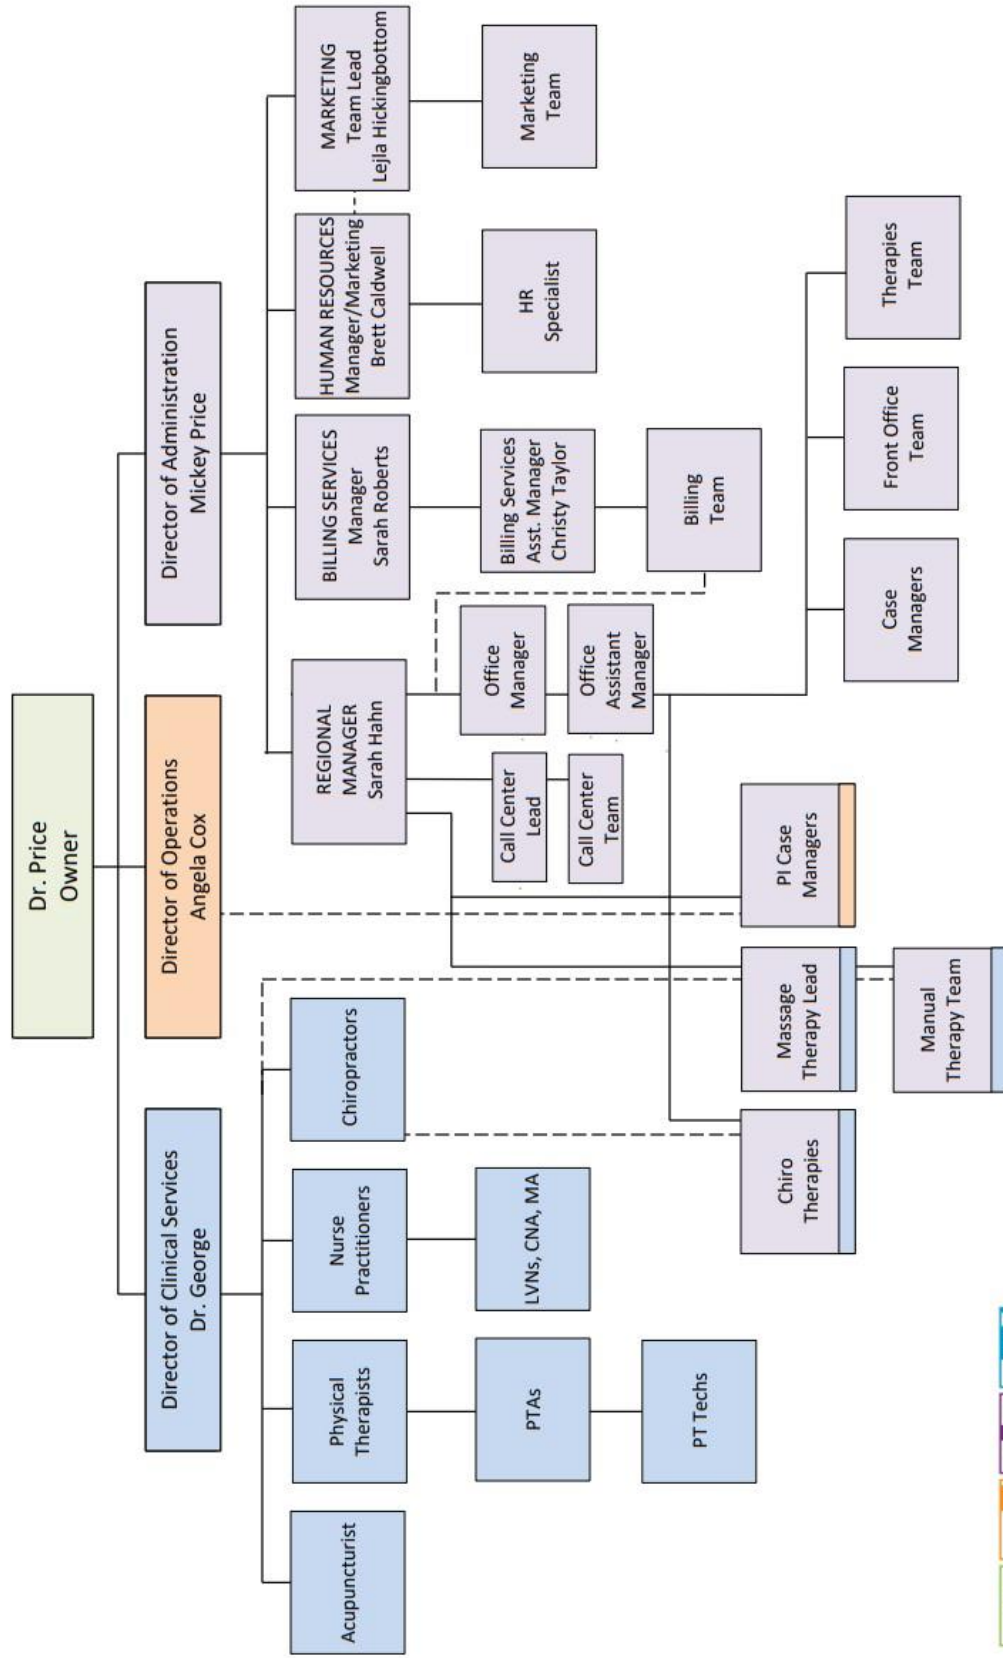 Dr. Price
Owner
Director of Clinical Services
Dr. George
Director of Operations
Angela Cox
Director of Administration
Mickey Price
Acupuncturist
Physical
Therapists
Nurse
Practitioners
Chiropractors
REGIONAL
MANAGER
Sarah Hahn
BILLING SERVICES
Manager
Sarah Roberts
HUMAN RESOURCES
Manager/Marketing
Brett Caldwell
MARKETING
Team Lead
Lejla Hickingbottom
PTAs
LVNs, CNA, MA
Call Center
Lead
Office
Manager
Billing Services
Asst. Manager
Christy Taylor
HR
Specialist
Marketing
Team
Call Center
Team
Office
Assistant
Manager
PT Techs
Billing
Team
Chiro
Therapies
Massage
Therapy Lead
PI Case
Managers
Case
Managers
Front Office
Team
Therapies
Team
Manual
Therapy Team